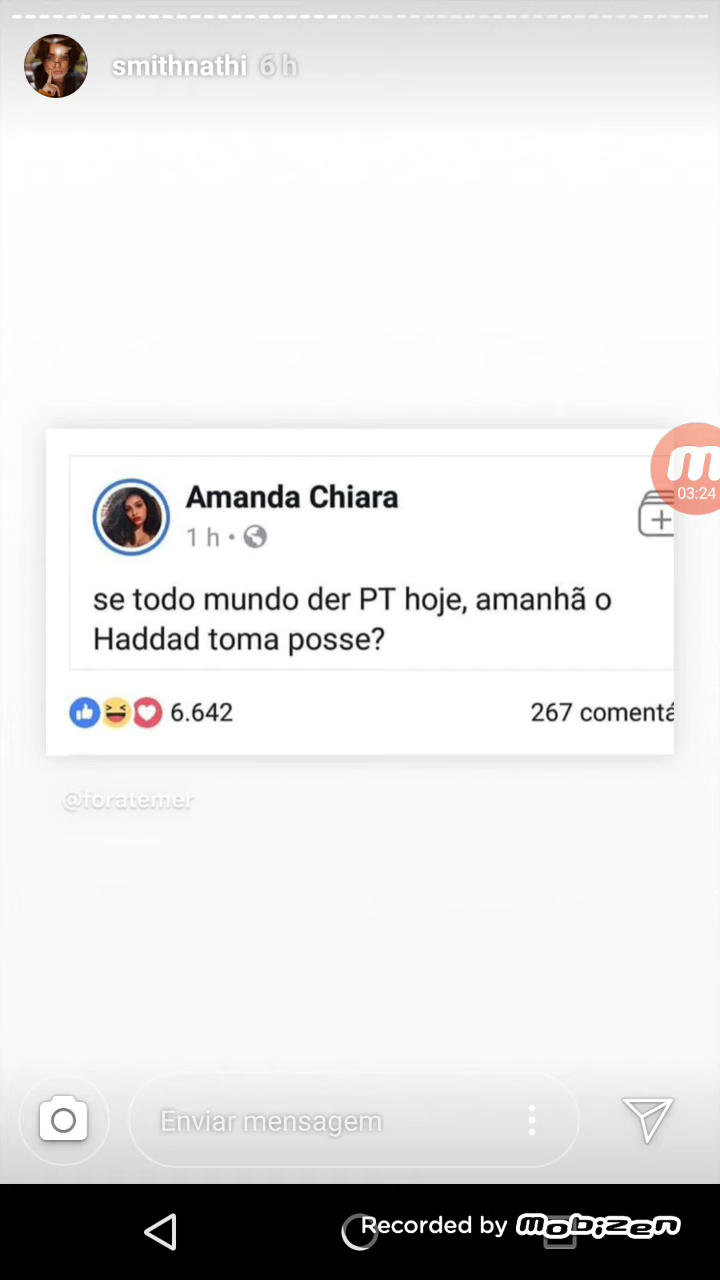 smithnathi 6 h
03:24
Amanda Chiara
1 h
se todo mundo der PT hoje, amanhã o
Haddad toma posse?
6.642 267 comentá
@foratemer
Enviar mensagem
Recorded by mobizen